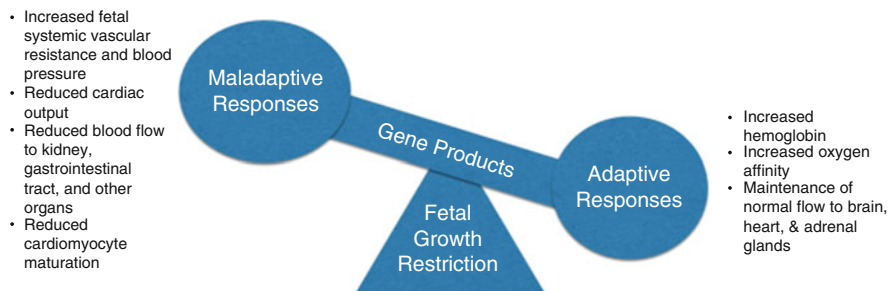 • Increased fetal
systemic vascular
resistance and blood
pressure
• Reduced cardiac
output
• Reduced blood flow
to kidney,
gastrointestinal
tract, and other
organs
• Reduced
cardiomyocyte
maturation
Maladaptive
Responses
Gene Products
Fetal
Growth
Restriction
Adaptive
Responses
• Increased
hemoglobin
• Increased oxygen
affinity
• Maintenance of
normal flow to brain,
heart, & adrenal
glands